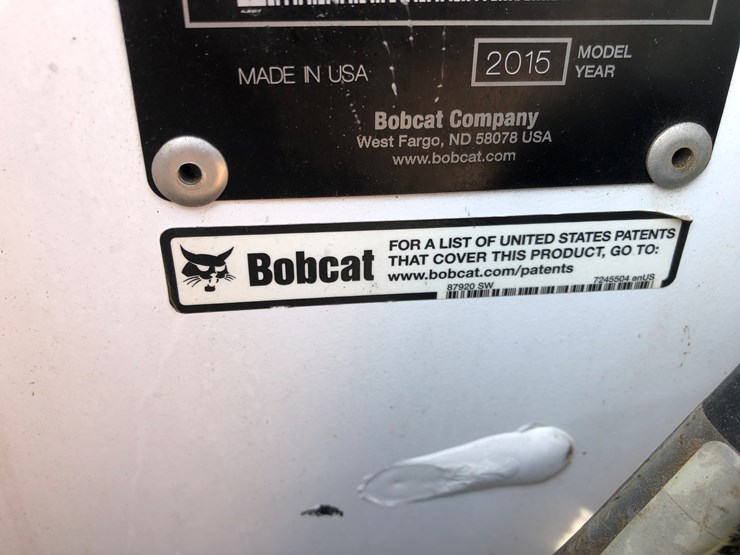 MADE IN USA
2015
MODEL
YEAR
Bobcat Company
West Fargo, ND 58078 USA
www.bobcat.com
Bobcat
FOR A LIST OF UNITED STATES PATENTS
THAT COVER THIS PRODUCT, GO TO:
www.bobcat.com/patents
87920 SW
7245504 enUS